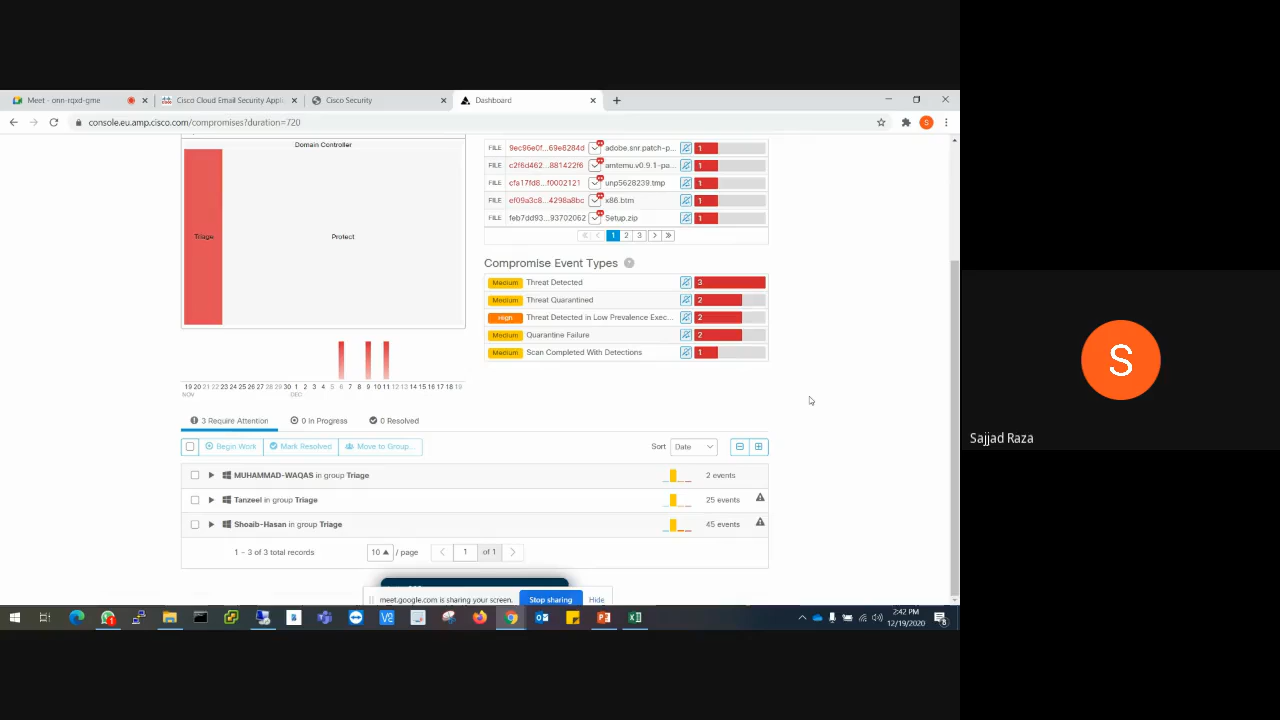 Meet - onn-rqxd-gme
Cisco Cloud Email Security Appli
Cisco Security
Dashboard
console.eu.amp.cisco.com/compromises?duration=720
S
Domain Controller
Triage
Protect
FILE 9ec96e0f...69e8284d adobe.snr.patch-p... 1
FILE c2f6d462...881422f6 amtemu.v0.9.1-pa... 1
FILE cfa17fd8...f0002121 unp5628239.tmp 1
FILE ef09a3c8...4298a8bc x86.btm 1
FILE feb7dd93...93702062 Setup.zip 1
1 2 3
Compromise Event Types
Medium Threat Detected 3
Medium Threat Quarantined 2
High Threat Detected in Low Prevalence Exec... 2
Medium Quarantine Failure 2
Medium Scan Completed With Detections 1
19 20 21 22 23 24 25 26 27 28 29 30 1 2 3 4 5 6 7 8 9 10 11 12 13 14 15 16 17 18 19
NOV DEC
3 Require Attention 0 In Progress 0 Resolved
Begin Work Mark Resolved Move to Group... Sort Date
MUHAMMAD-WAQAS in group Triage 2 events
Tanzeel in group Triage 25 events
Shoaib-Hasan in group Triage 45 events
1 – 3 of 3 total records 10 / page 1 of 1
meet.google.com is sharing your screen. Stop sharing Hide
2:42 PM
12/19/2020
S
Sajjad Raza